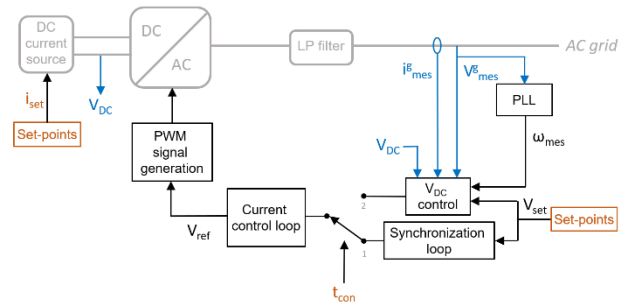 DC
current
source
DC
AC
LP filter
AC grid
i_set
V_DC
i^g_mes
V^g_mes
PLL
Set-points
PWM
signal
generation
ω_mes
V_DC
V_DC
control
2
V_set
Set-points
Current
control loop
V_ref
Synchronization
loop
1
t_con